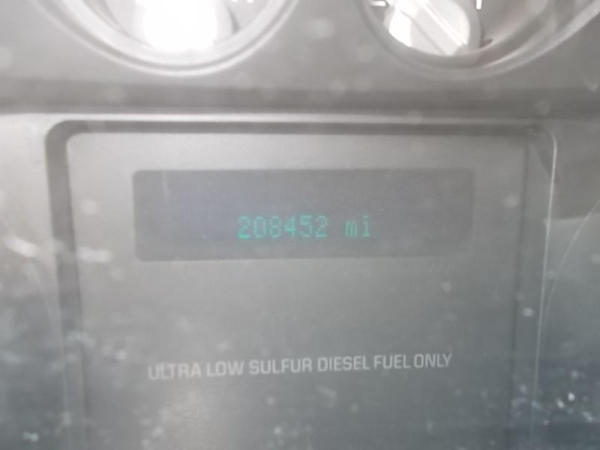 208452 mi
ULTRA LOW SULFUR DIESEL FUEL ONLY